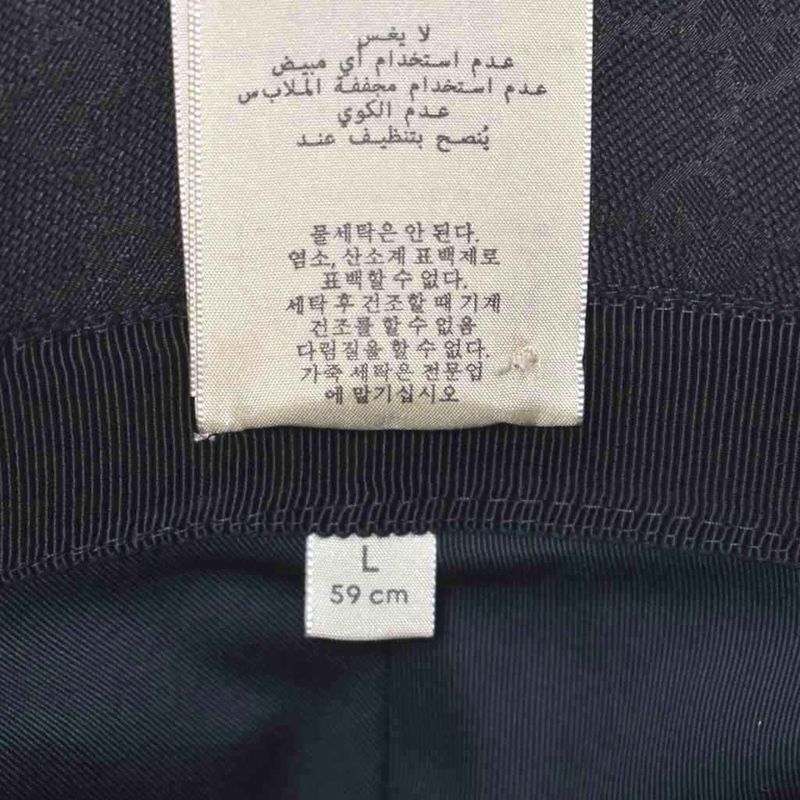 لا يغس
عدم استخدام أي مبيض
عدم استخدام مجففة الملابس
عدم الكوي
يُنصح بتنظيف عند
물세탁은 안 된다.
염소, 산소계 표백제로
표백할 수 없다.
세탁 후 건조할 때 기계
건조를 할 수 없음
다림질을 할 수 없다.
가죽 세탁은 전문업
에 맡기십시오
L
59 cm